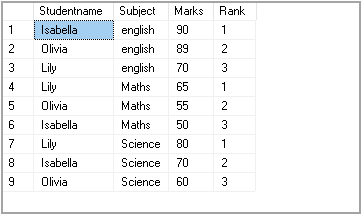 Studentname Subject Marks Rank
1 Isabella english 90 1
2 Olivia english 89 2
3 Lily english 70 3
4 Lily Maths 65 1
5 Olivia Maths 55 2
6 Isabella Maths 50 3
7 Lily Science 80 1
8 Isabella Science 70 2
9 Olivia Science 60 3